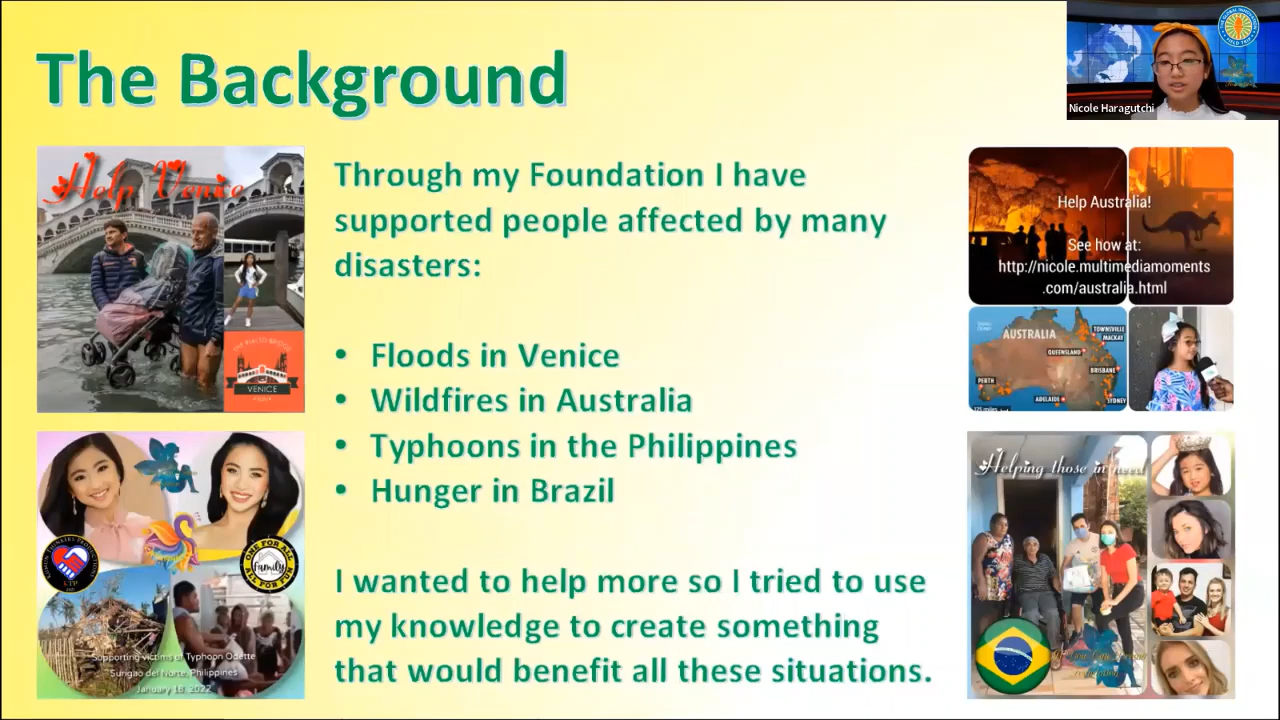 The Background
Nicole Haragutchi
Help Venice
THE RIALTO BRIDGE
VENICE
Through my Foundation I have
supported people affected by many
disasters:
• Floods in Venice
• Wildfires in Australia
• Typhoons in the Philippines
• Hunger in Brazil
I wanted to help more so I tried to use
my knowledge to create something
that would benefit all these situations.
Help Australia!
See how at:
http://nicole.multimediamoments
.com/australia.html
AUSTRALIA
TOWNSVILLE
MACKAY
QUEENSLAND
BRISBANE
PERTH
ADELAIDE
SYDNEY
ONE FOR ALL
family
ALL FOR FUN
Supporting victims of Typhoon Odette
Surigao del Norte, Philippines
January 18, 2022
Helping those in need